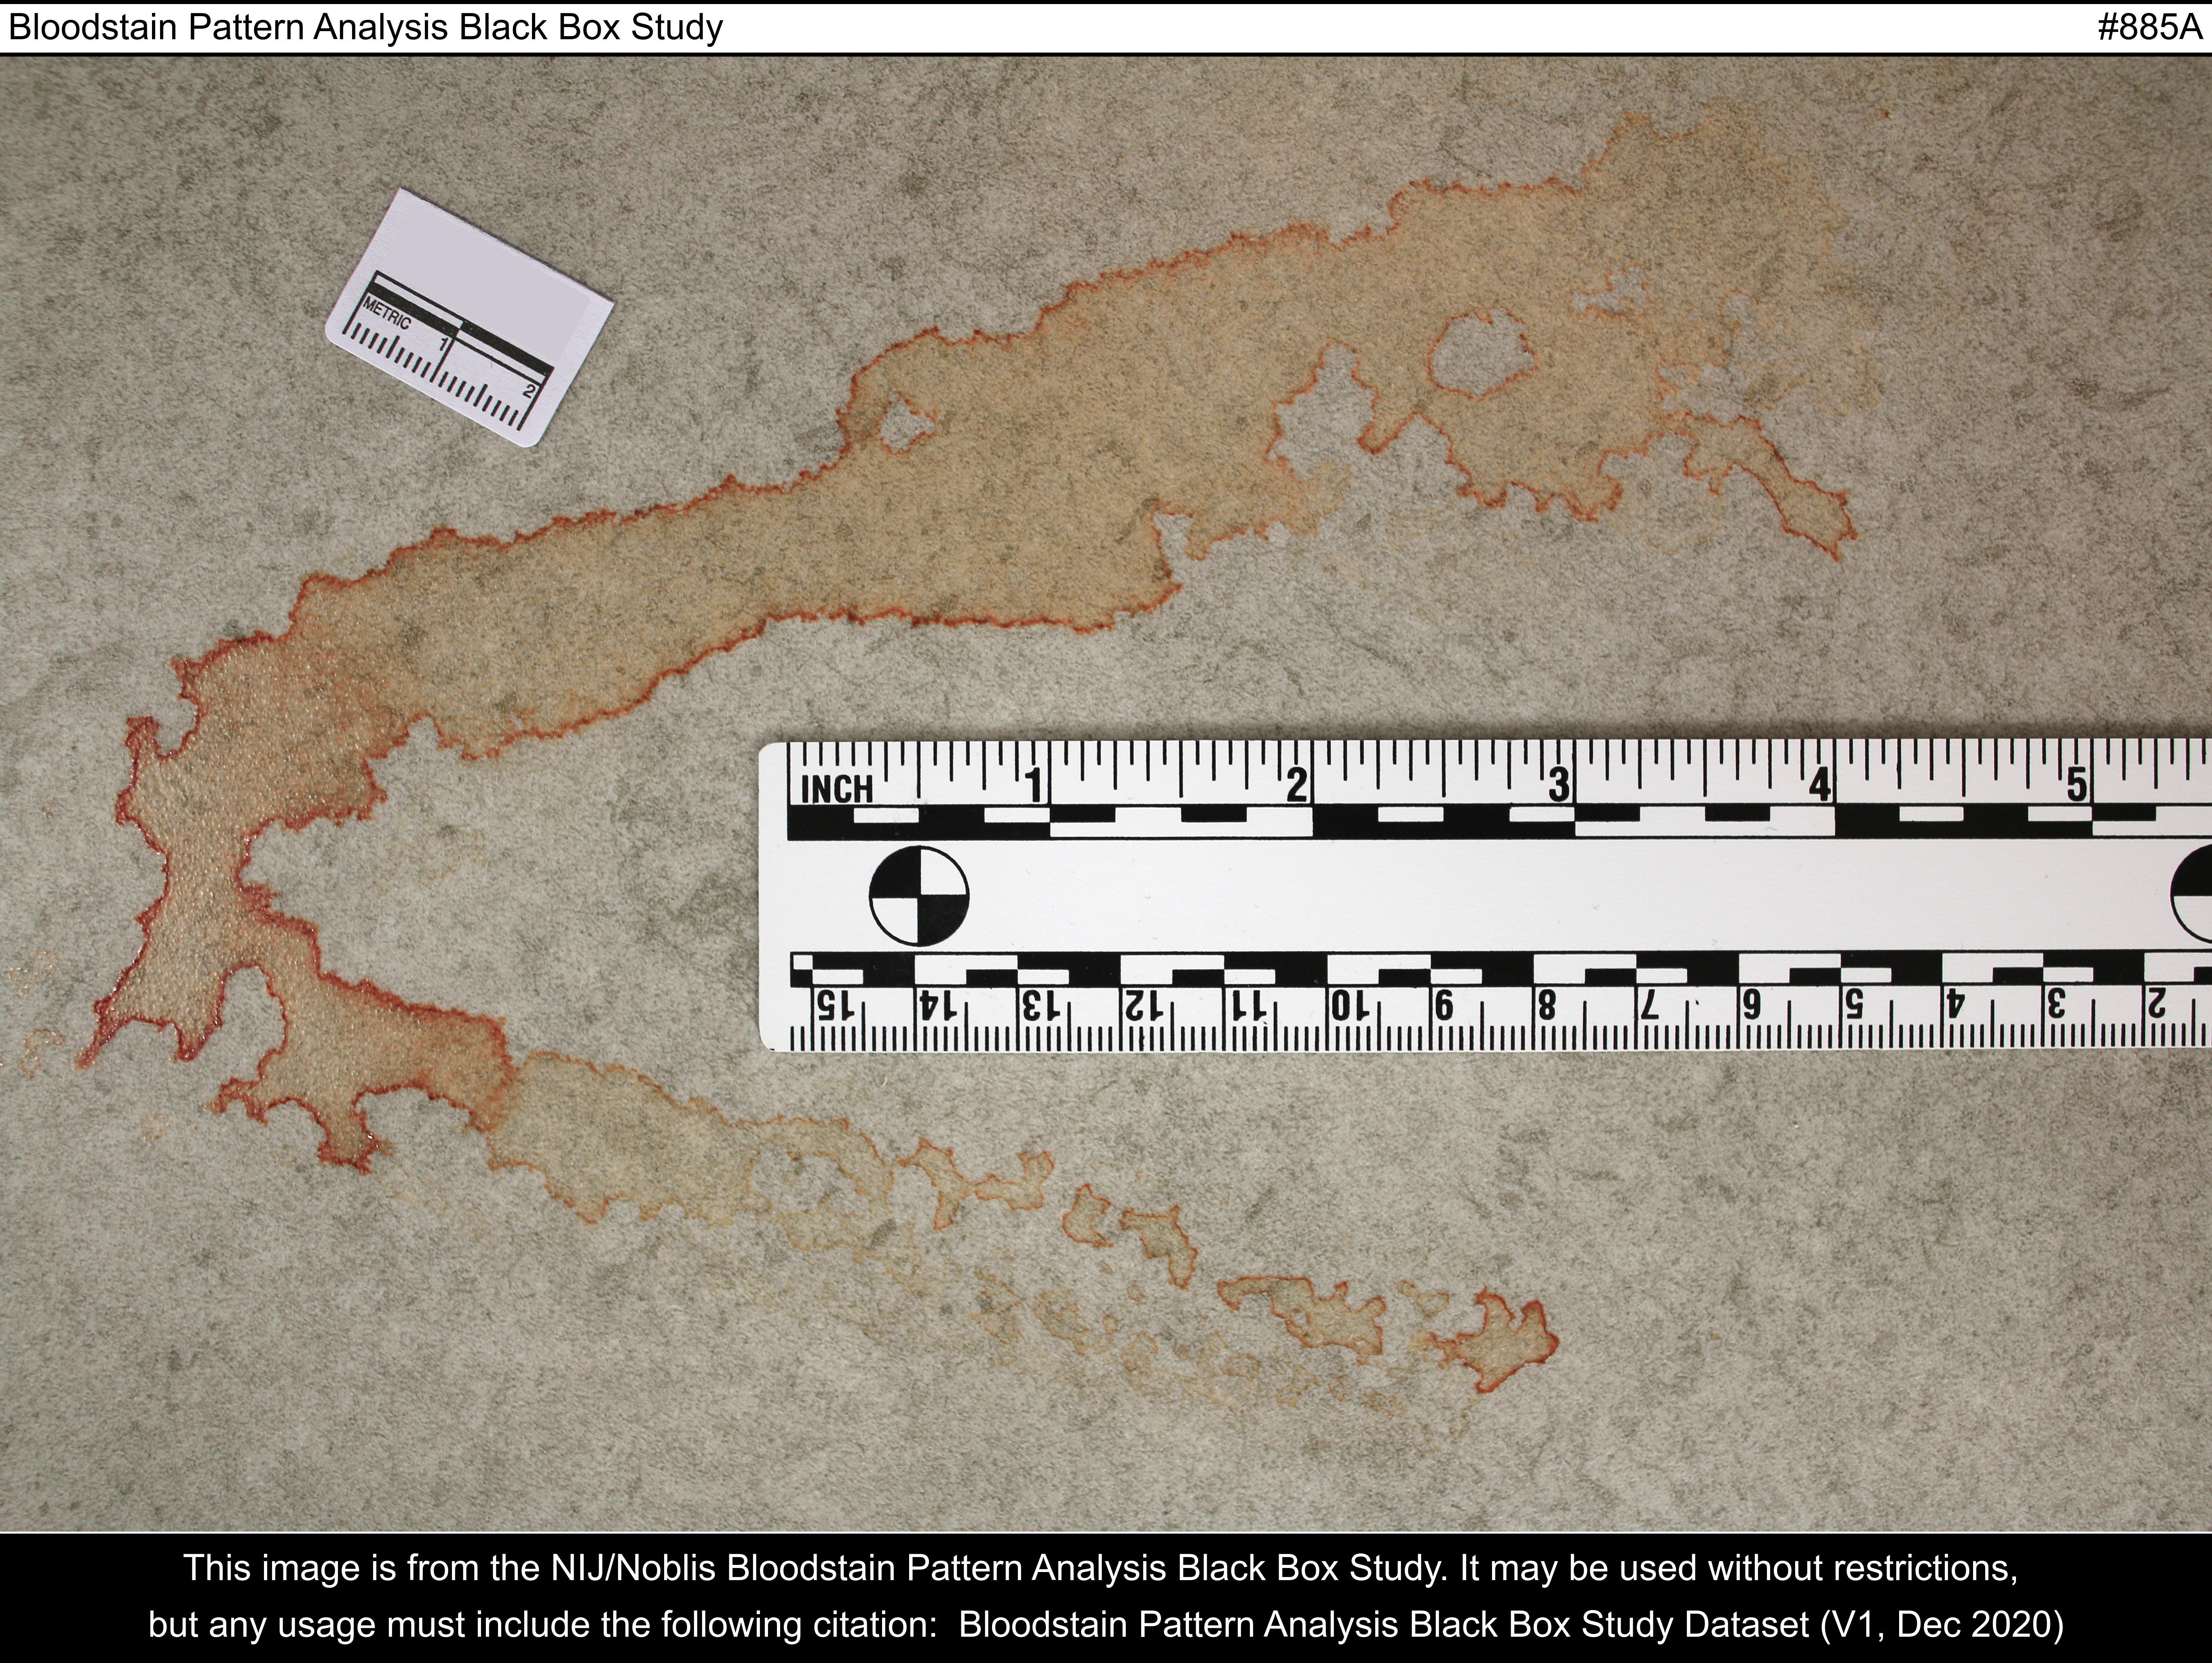 Bloodstain Pattern Analysis Black Box Study #885A
METRIC
1
2
INCH 1 2 3 4 5
15 14 13 12 11 10 9 8 7 6 5 4 3 2
This image is from the NIJ/Noblis Bloodstain Pattern Analysis Black Box Study. It may be used without restrictions,
but any usage must include the following citation:  Bloodstain Pattern Analysis Black Box Study Dataset (V1, Dec 2020)